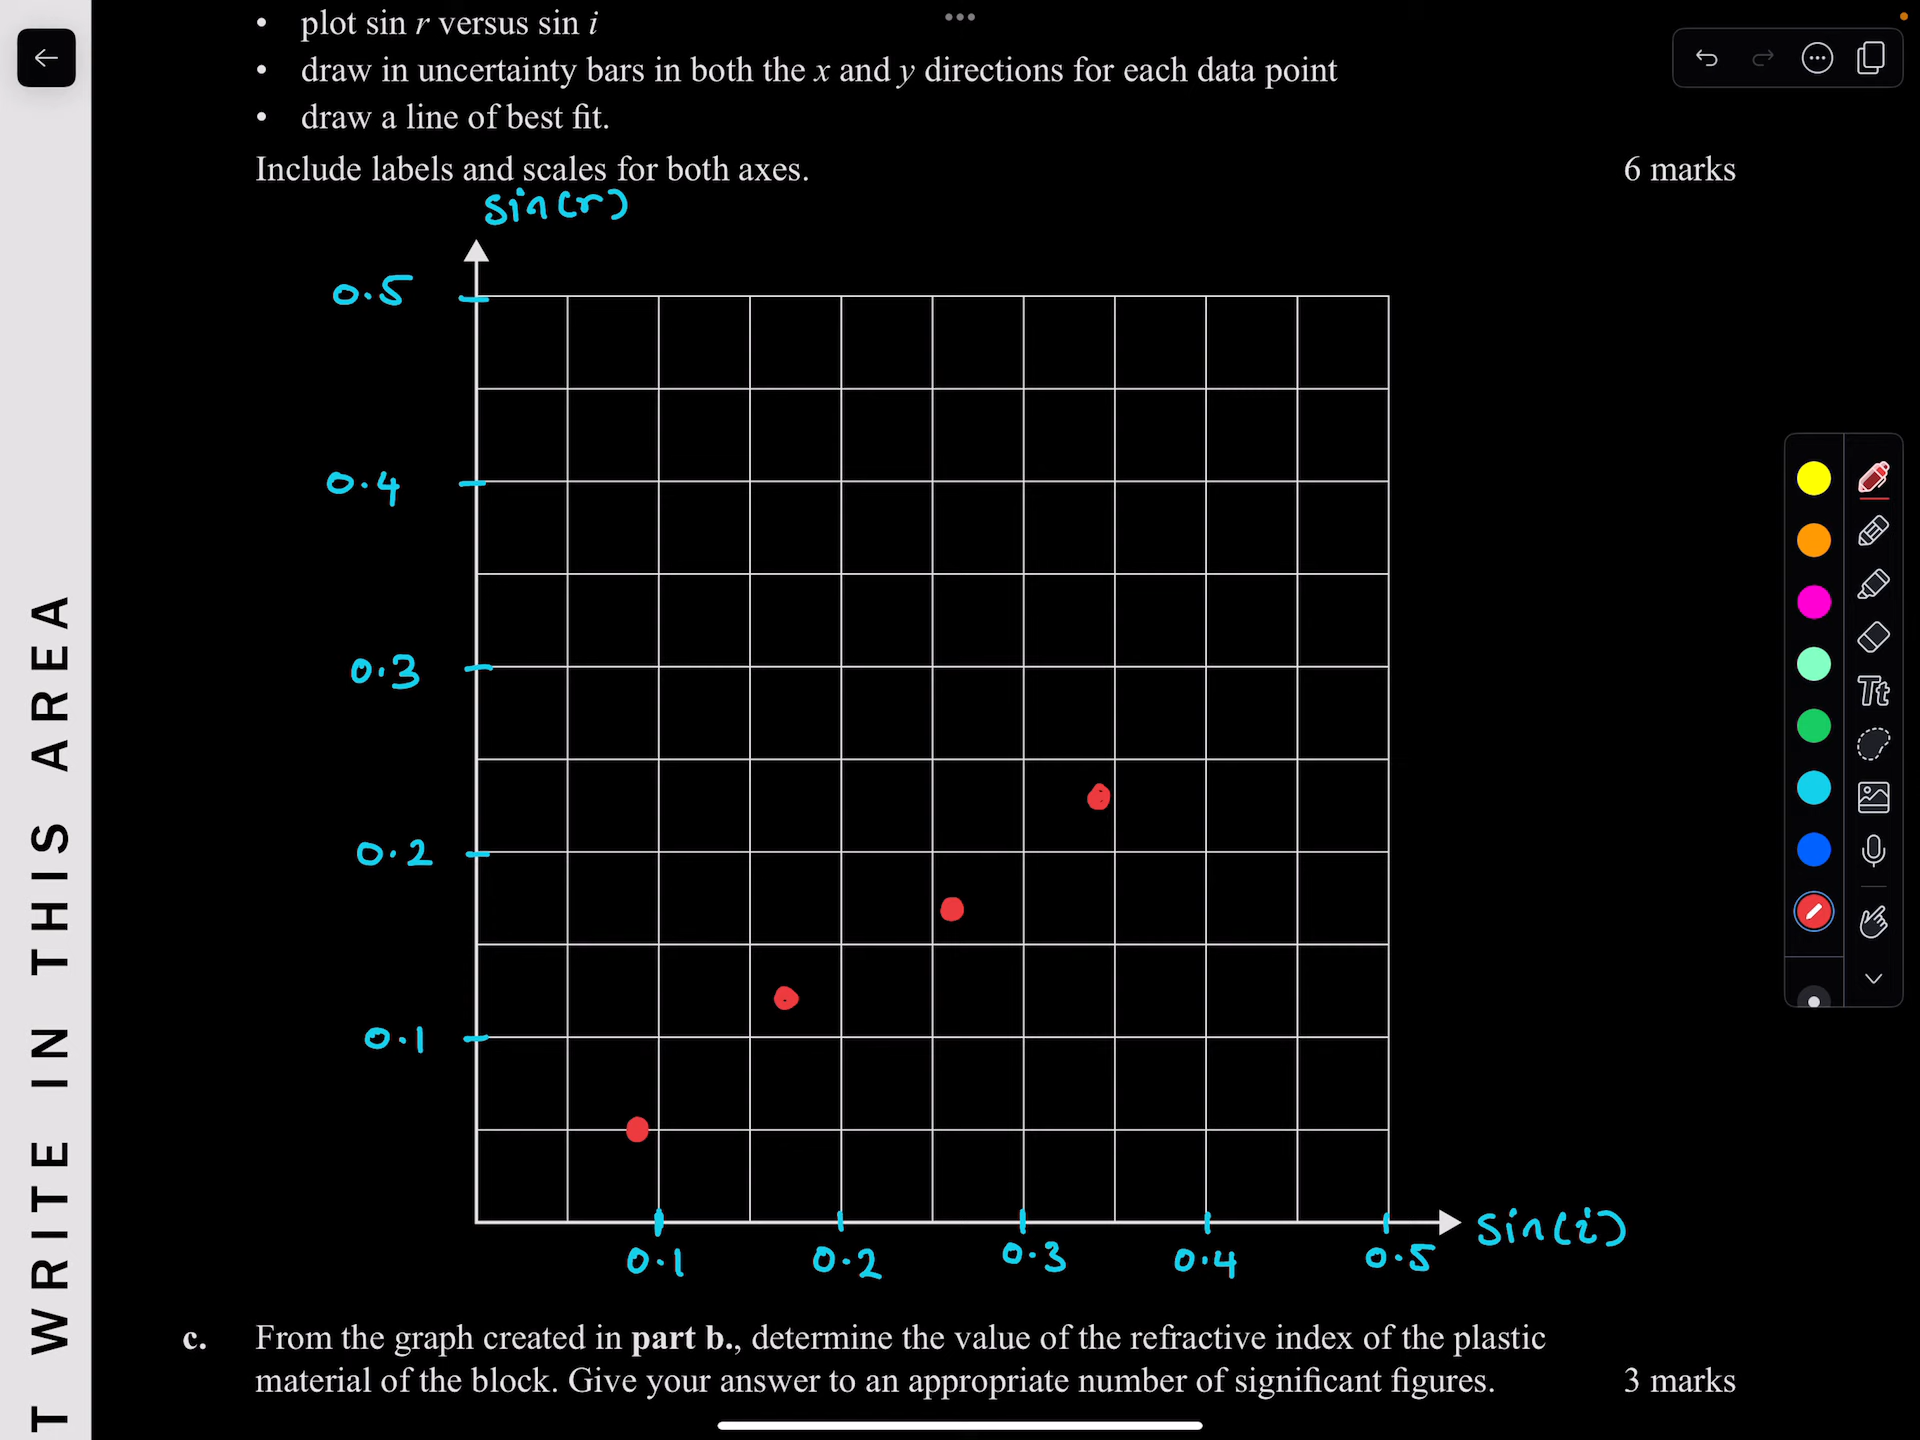 • plot sin r versus sin i
• draw in uncertainty bars in both the x and y directions for each data point
• draw a line of best fit.
Include labels and scales for both axes. 6 marks
sin(r)
0.5
0.4
0.3
0.2
0.1
0.1 0.2 0.3 0.4 0.5
sin(i)
c. From the graph created in part b., determine the value of the refractive index of the plastic
material of the block. Give your answer to an appropriate number of significant figures. 3 marks
T WRITE IN THIS AREA
Tt